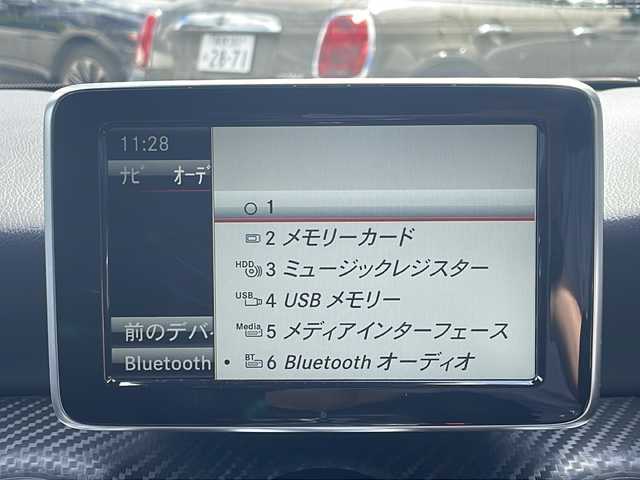 28-71
11:28
ナビ オーデ
1
2 メモリーカード
HDD 3 ミュージックレジスター
USB 4 USB メモリー
Media 5 メディアインターフェース
前のデバイ
BT 6 Bluetooth オーディオ
Bluetooth